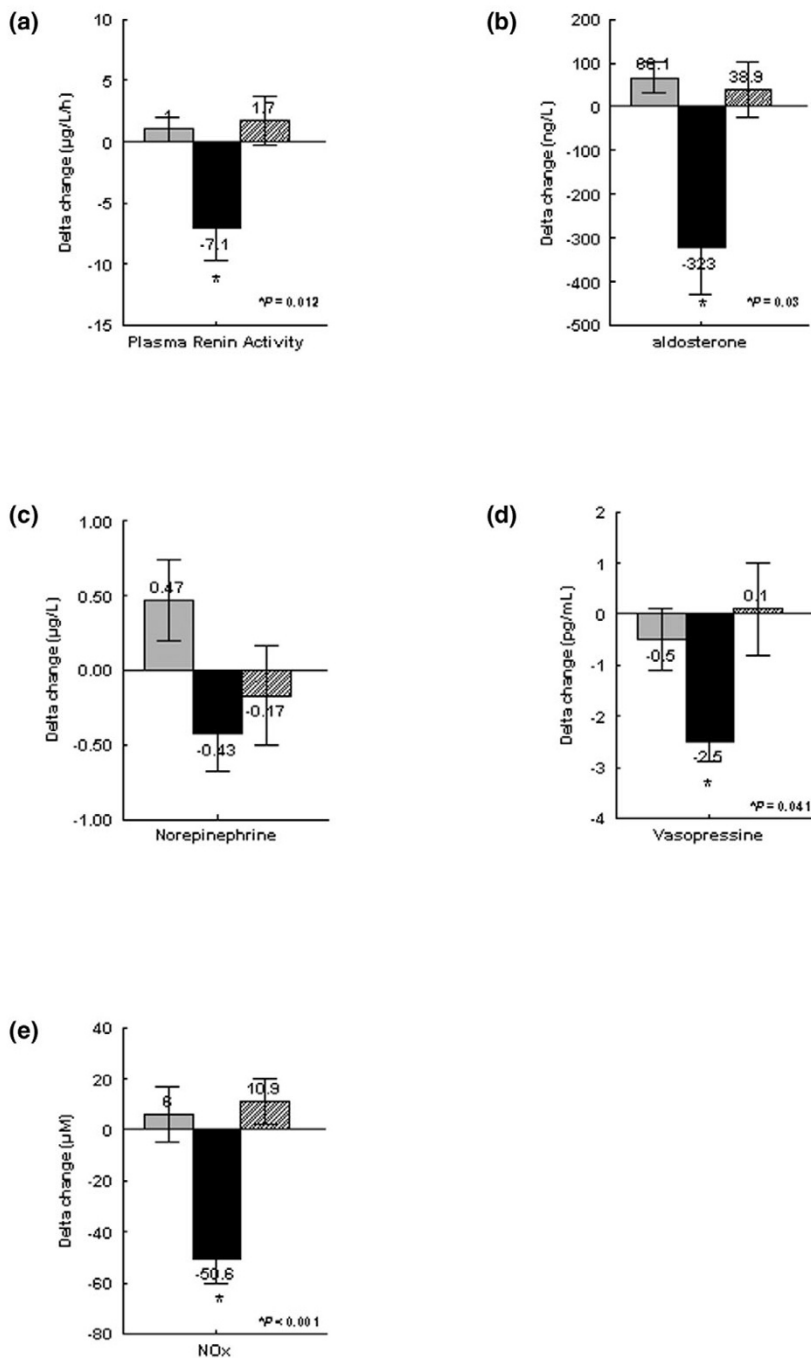 (a)
10
5
0
-5
-10
-15
Delta change (µg/L/h)
1
-7.1
1.7
*
*P = 0.012
Plasma Renin Activity
(b)
200
100
0
-100
-200
-300
-400
-500
Delta change (ng/L)
-323
38.9
*
*P = 0.03
aldosterone
(c)
1.00
0.50
0.00
-0.50
-1.00
Delta change (µg/L)
0.47
-0.43
-0.17
Norepinephrine
(d)
2
1
0
-1
-2
-3
-4
Delta change (pg/mL)
-0.5
-2.5
0.1
*
*P = 0.041
Vasopressine
(e)
40
20
0
-20
-40
-60
-80
Delta change (µM)
6
-50.6
10.9
*
*P < 0.001
NOx